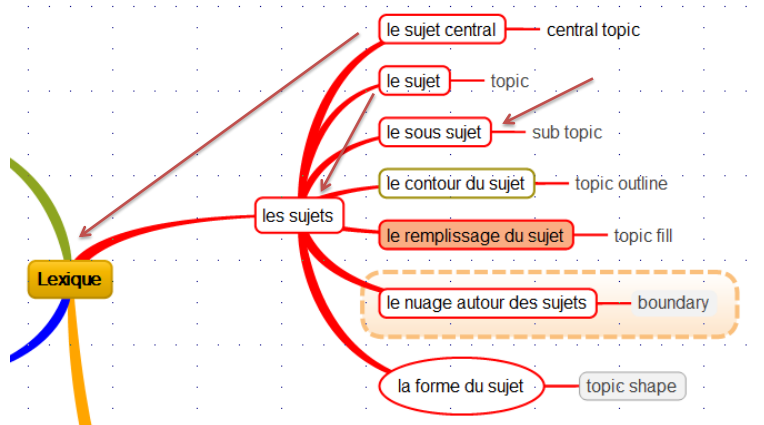 le sujet central central topic
le sujet topic
le sous sujet sub topic
le contour du sujet topic outline
les sujets
le remplissage du sujet topic fill
Lexique
le nuage autour des sujets boundary
la forme du sujet topic shape